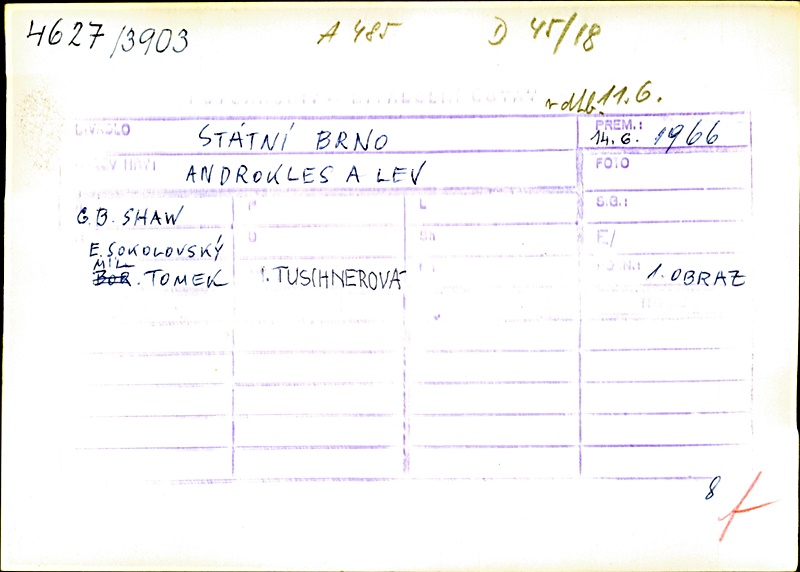 4627/3903 A 485 D 45/18
11.6.
DIVADLO STÁTNÍ BRNO PREM.: 14.6. 1966
ANDROKLES A LEV FOTO
G. B. SHAW L S.G.:
E. SOKOLOVSKÝ E/
MIL
BOR. TOMEK I. TUSCHNEROVÁ 1. OBRAZ
8